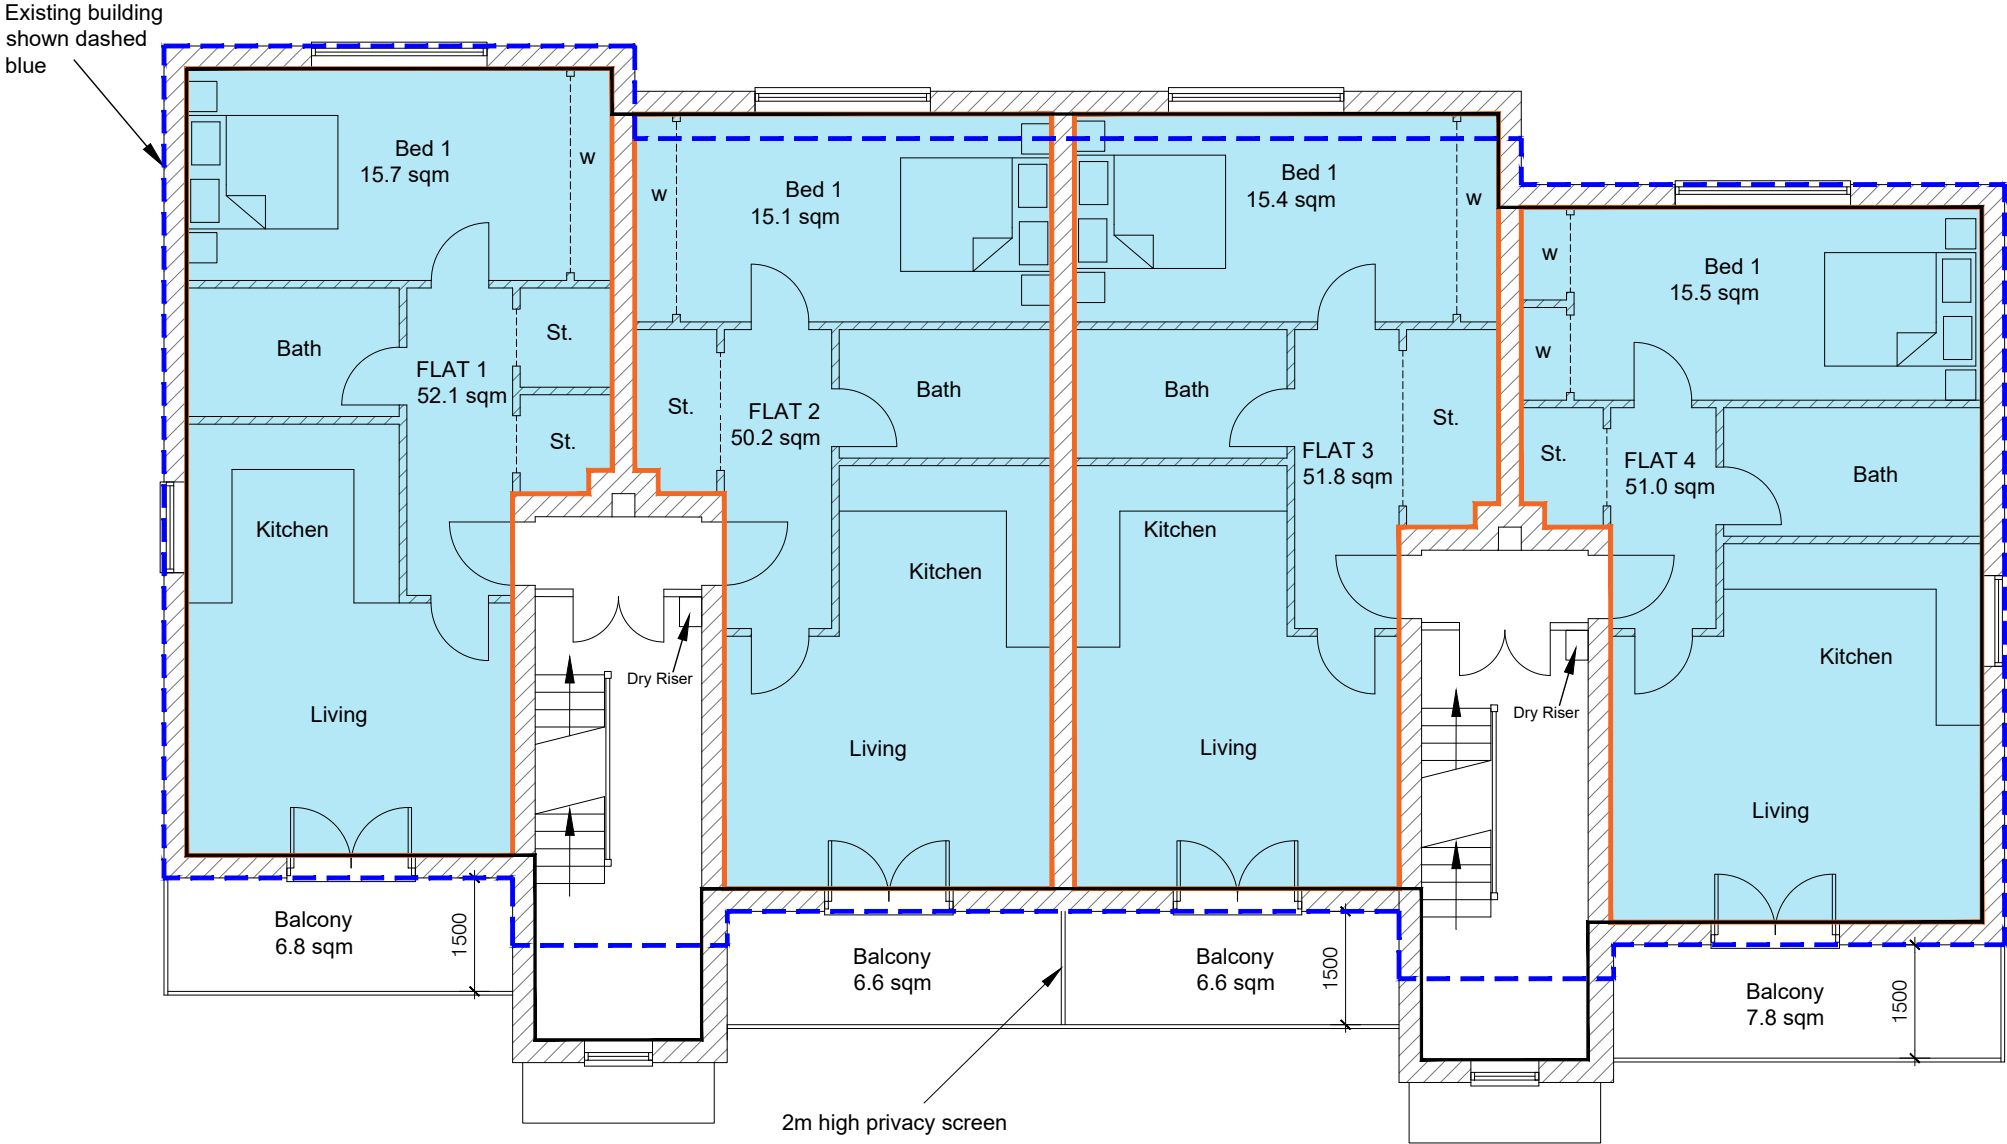 Existing building
shown dashed
blue
Bed 1
15.7 sqm
w
Bath
FLAT 1
52.1 sqm
St.
St.
Kitchen
Living
Balcony
6.8 sqm
1500
w
Bed 1
15.1 sqm
St.
FLAT 2
50.2 sqm
Bath
Kitchen
Dry Riser
Living
Balcony
6.6 sqm
Bed 1
15.4 sqm
w
Bath
FLAT 3
51.8 sqm
St.
Kitchen
Living
Balcony
6.6 sqm
1500
w
w
Bed 1
15.5 sqm
St.
FLAT 4
51.0 sqm
Bath
Kitchen
Dry Riser
Living
Balcony
7.8 sqm
1500
2m high privacy screen